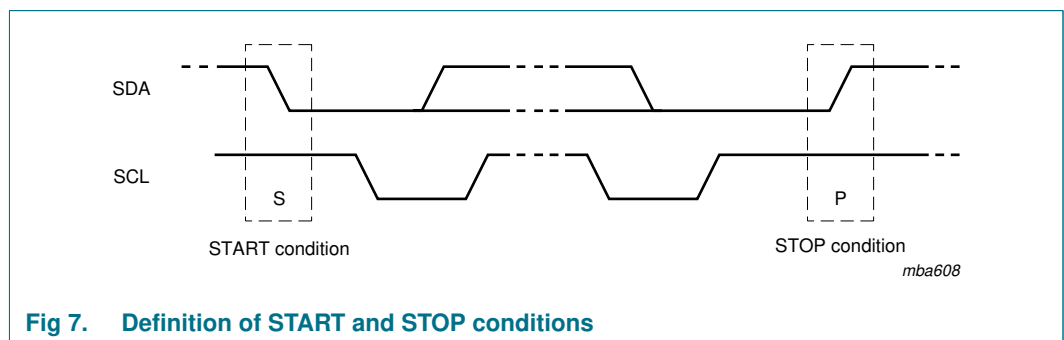 SDA
SCL
S
P
START condition
STOP condition
mba608
Fig 7. Definition of START and STOP conditions